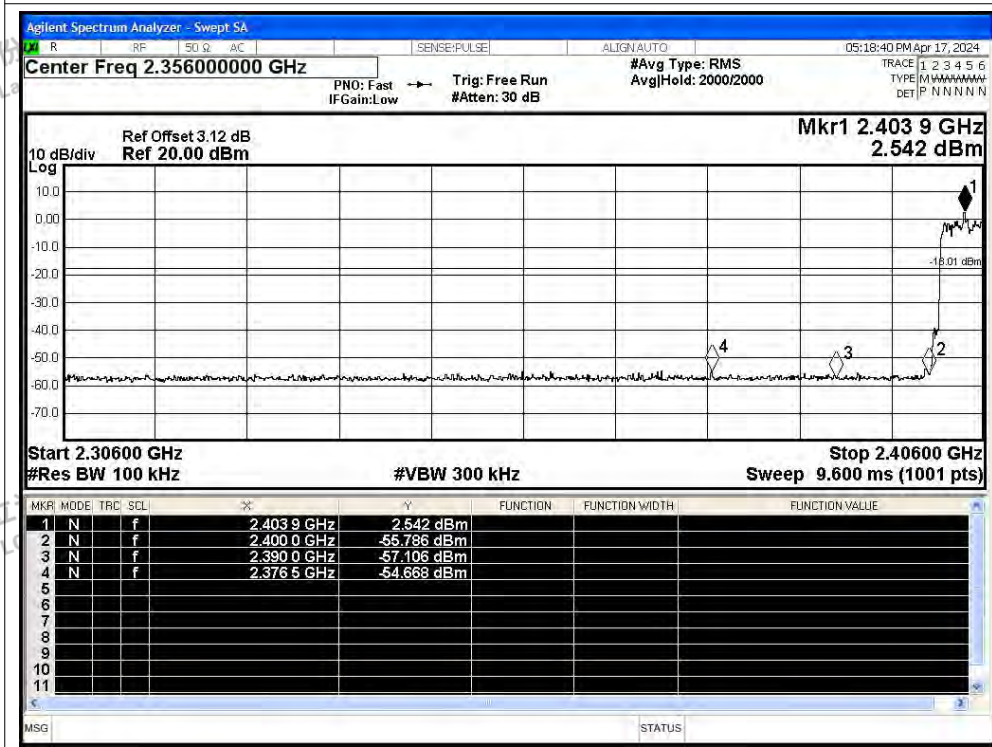 Agilent Spectrum Analyzer - Swept SA
LXI R RF 50 Ω AC SENSE:PULSE ALIGN AUTO 05:18:40 PM Apr 17, 2024
Center Freq 2.356000000 GHz #Avg Type: RMS TRACE 1 2 3 4 5 6
PNO: Fast Trig: Free Run Avg|Hold: 2000/2000 TYPE M
IFGain:Low #Atten: 30 dB DET P N N N N N
Mkr1 2.403 9 GHz
Ref Offset 3.12 dB
10 dB/div Ref 20.00 dBm 2.542 dBm
Log
10.0
1
0.00
-10.0
-18.01 dBm
-20.0
-30.0
-40.0
-50.0
4 3 2
-60.0
-70.0
Start 2.30600 GHz Stop 2.40600 GHz
#Res BW 100 kHz #VBW 300 kHz Sweep 9.600 ms (1001 pts)
MKR MODE TRC SCL X Y FUNCTION FUNCTION WIDTH FUNCTION VALUE
1 N f 2.403 9 GHz 2.542 dBm
2 N f 2.400 0 GHz -55.786 dBm
3 N f 2.390 0 GHz -57.106 dBm
4 N f 2.376 5 GHz -54.668 dBm
5
6
7
8
9
10
11
MSG STATUS